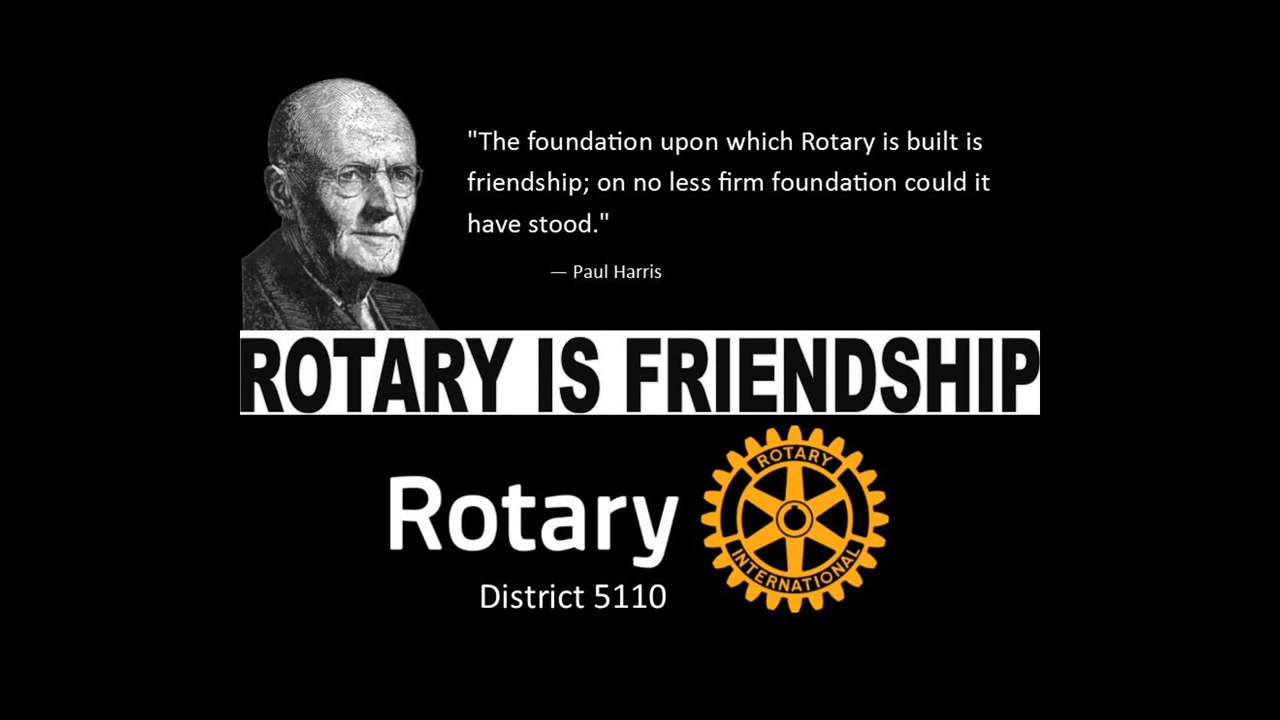 "The foundation upon which Rotary is built is
friendship; on no less firm foundation could it
have stood."
— Paul Harris
ROTARY IS FRIENDSHIP
Rotary
District 5110
ROTARY
INTERNATIONAL